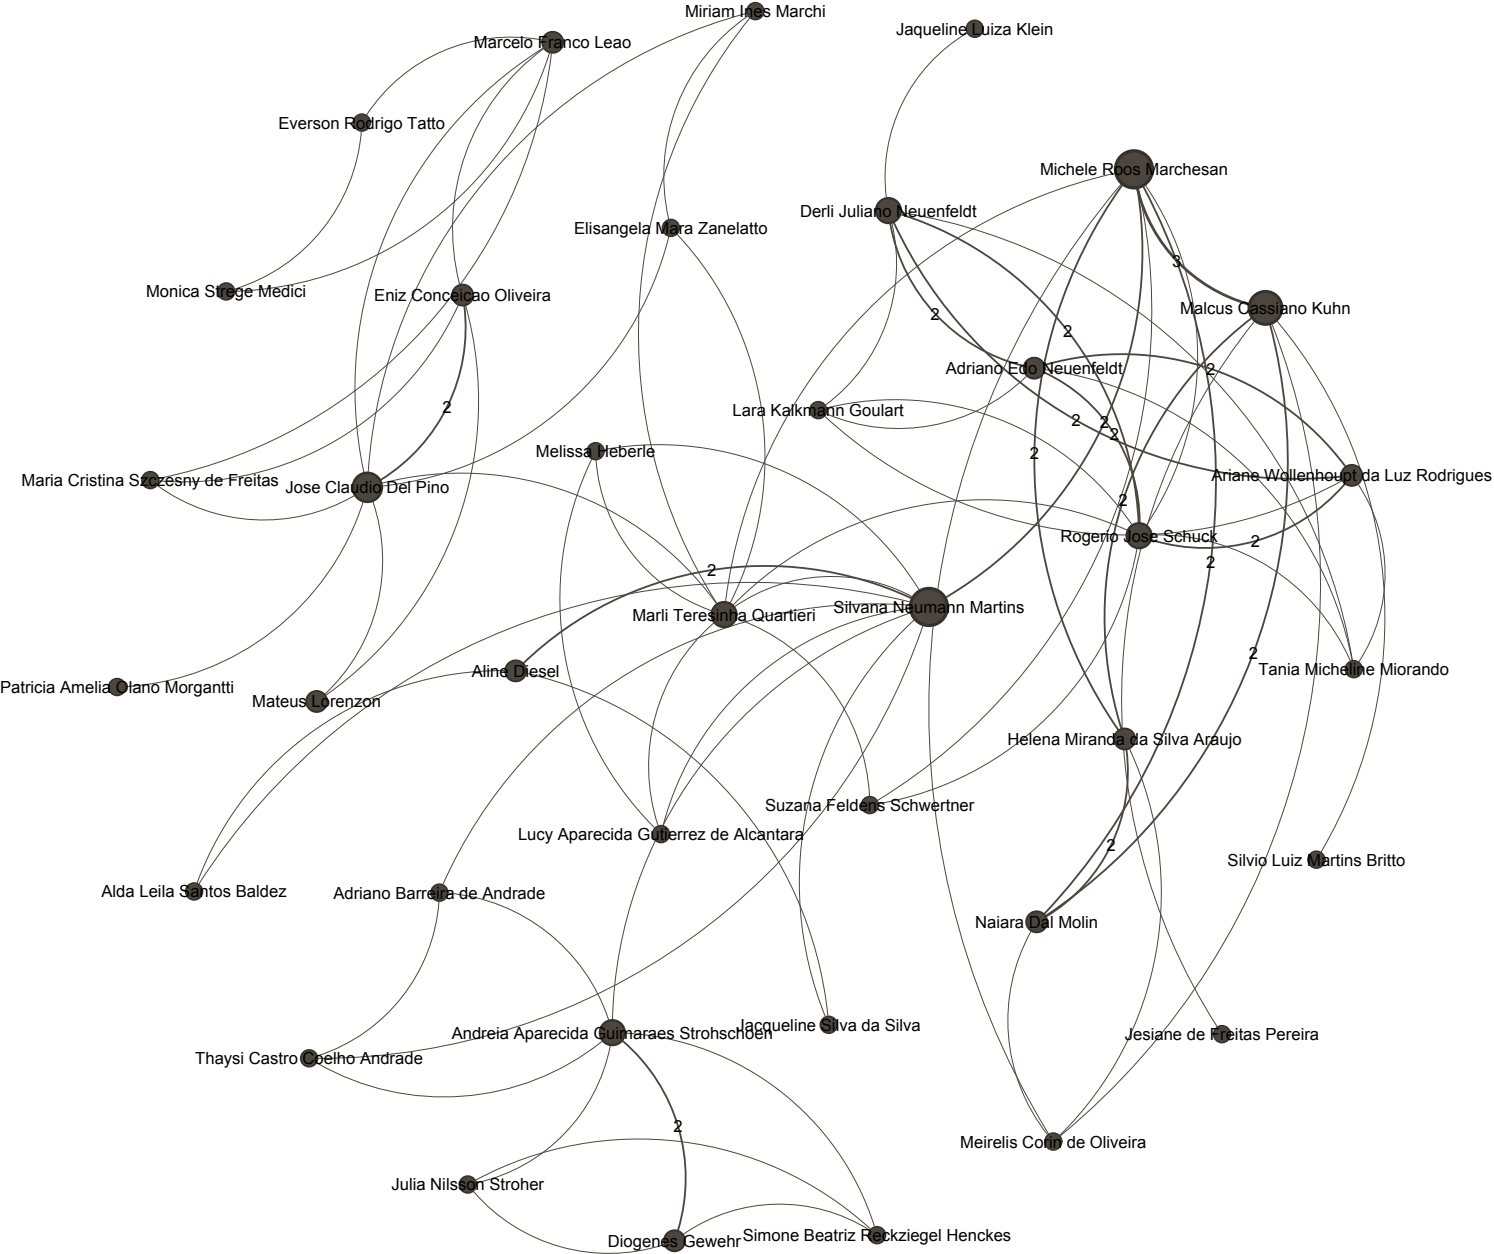 Miriam Ines Marchi
Jaqueline Luiza Klein
Marcelo Franco Leao
Everson Rodrigo Tatto
Michele Roos Marchesan
Derli Juliano Neuenfeldt
Elisangela Mara Zanelatto
3
Monica Strege Medici
Eniz Conceicao Oliveira
Malcus Cassiano Kuhn
2
2
Adriano Edo Neuenfeldt
2
2
Lara Kalkmann Goulart
2
2
2
Melissa Heberle
2
Maria Cristina Szczesny de Freitas
Jose Claudio Del Pino
Ariane Wollenhoupt da Luz Rodrigues
2
Rogerio Jose Schuck
2
2
2
Marli Teresinha Quartieri
Silvana Neumann Martins
2
Aline Diesel
Tania Micheline Miorando
Patricia Amelia Olano Morgantti
Mateus Lorenzon
Helena Miranda da Silva Araujo
Suzana Feldens Schwertner
Lucy Aparecida Gutierrez de Alcantara
2
Silvio Luiz Martins Britto
Alda Leila Santos Baldez
Adriano Barreira de Andrade
Naiara Dal Molin
Andreia Aparecida Guimaraes Strohschoen
Jacqueline Silva da Silva
Jesiane de Freitas Pereira
Thaysi Castro Coelho Andrade
2
Meirelis Corin de Oliveira
Julia Nilsson Stroher
Diogenes Gewehr
Simone Beatriz Reckziegel Henckes